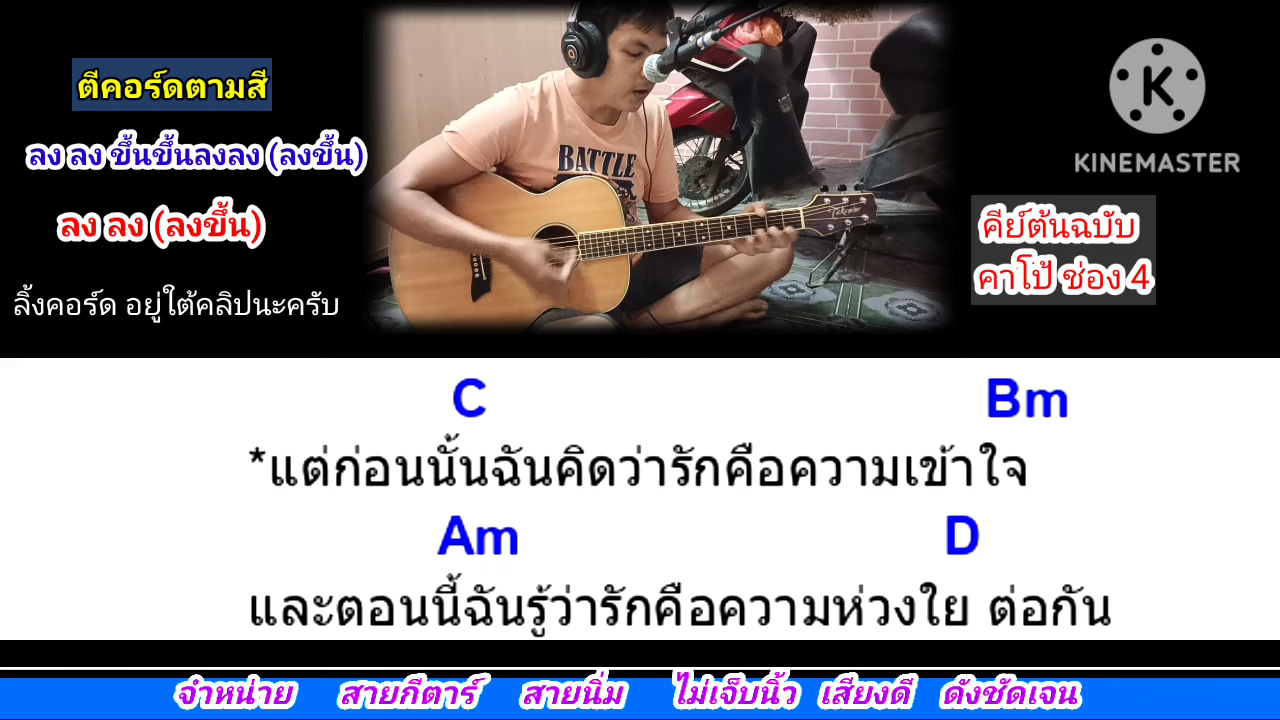 ตีคอร์ดตามสี
ลง ลง ขึ้นขึ้นลงลง (ลงขึ้น)
ลง ลง (ลงขึ้น)
ลิ้งคอร์ด อยู่ใต้คลิปนะครับ
BATTLE
Takamine
K
KINEMASTER
คีย์ต้นฉบับ
คาโป้ ช่อง 4
C Bm
*แต่ก่อนนั้นฉันคิดว่ารักคือความเข้าใจ
Am D
และตอนนี้ฉันรู้ว่ารักคือความห่วงใย ต่อกัน
จำหน่าย สายกีตาร์ สายนิ่ม ไม่เจ็บนิ้ว เสียงดี ดังชัดเจน